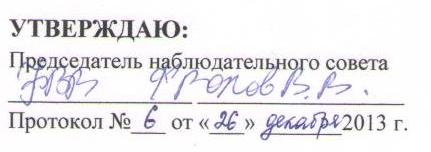 УТВЕРЖДАЮ:
Председатель наблюдательного совета
Фролов В. В.
Протокол № 6 от «26» декабря 2013 г.